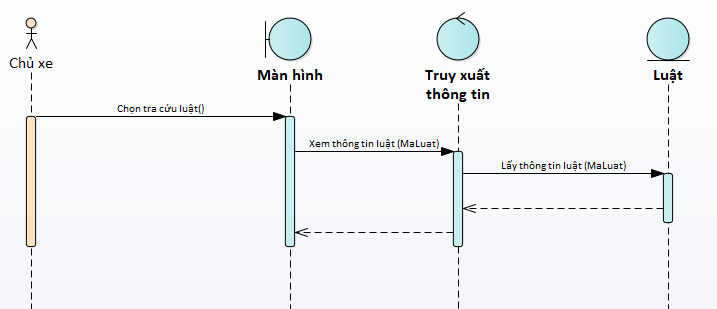 Chủ xe
Màn hình
Truy xuất
thông tin
Luật
Chọn tra cứu luật()
Xem thông tin luật (MaLuat)
Lấy thông tin luật (MaLuat)